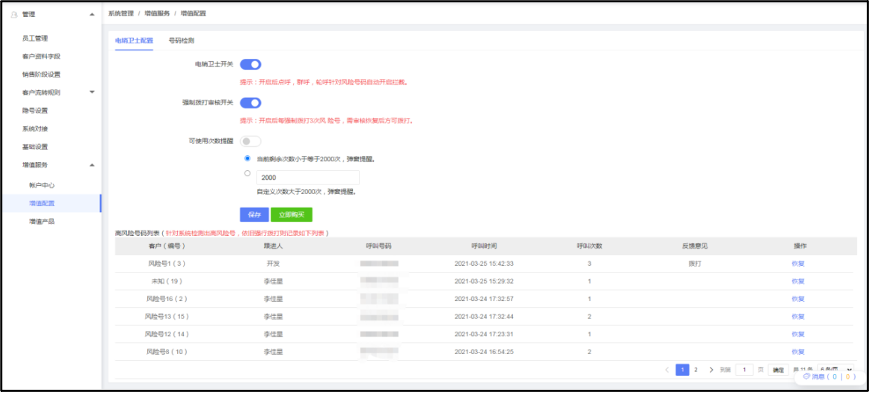 管理
系统管理 / 增值服务 / 增值配置
员工管理
客户资料字段
销售阶段设置
客户流转规则
隐号设置
系统对接
基础设置
增值服务
帐户中心
增值配置
增值产品
电销卫士配置 号码检测
电销卫士开关
提示：开启后点呼，群呼，轮呼针对风险号码自动开启拦截。
强制拨打审核开关
提示：开启后每强制拨打3次风 险号，需审核恢复后方可拨打。
可使用次数提醒
当前剩余次数小于等于2000次，弹窗提醒。
2000
自定义次数大于2000次，弹窗提醒。
保存 立即购买
高风险号码列表（针对系统检测出高风险号，依旧强行拨打则记录如下列表）
客户（编号） 跟进人 呼叫号码 呼叫时间 呼叫次数 反馈意见 操作
风险号1（3） 开发 2021-03-25 15:42:33 3 拨打 恢复
未知（19） 李佳星 2021-03-25 15:29:32 1 恢复
风险号16（2） 李佳星 2021-03-24 17:32:57 1 恢复
风险号13（15） 李佳星 2021-03-24 17:32:44 2 恢复
风险号12（14） 李佳星 2021-03-24 17:23:31 1 恢复
风险号8（10） 李佳星 2021-03-24 16:54:25 2 恢复
1 2 到第 1 页 确定
消息（0 | 0）